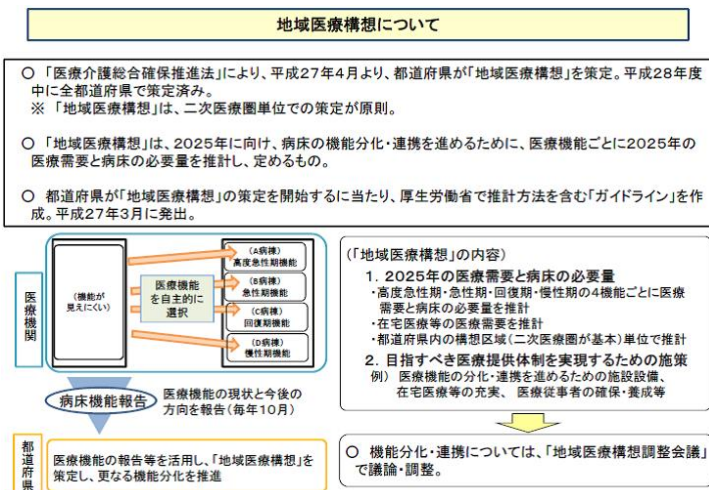 地域医療構想について
○ 「医療介護総合確保推進法」により、平成27年4月より、都道府県が「地域医療構想」を策定。平成28年度
中に全都道府県で策定済み。
※ 「地域医療構想」は、二次医療圏単位での策定が原則。
○ 「地域医療構想」は、2025年に向け、病床の機能分化・連携を進めるために、医療機能ごとに2025年の
医療需要と病床の必要量を推計し、定めるもの。
○ 都道府県が「地域医療構想」の策定を開始するに当たり、厚生労働省で推計方法を含む「ガイドライン」を作
成。平成27年3月に発出。
医療機関
(機能が
見えにくい)
医療機能
を自主的に
選択
(A病棟)
高度急性期機能
(B病棟)
急性期機能
(C病棟)
回復期機能
(D病棟)
慢性期機能
病床機能報告
医療機能の現状と今後の
方向を報告(毎年10月)
都道府県
医療機能の報告等を活用し、「地域医療構想」を
策定し、更なる機能分化を推進
(「地域医療構想」の内容)
1. 2025年の医療需要と病床の必要量
・高度急性期・急性期・回復期・慢性期の4機能ごとに医療
需要と病床の必要量を推計
・在宅医療等の医療需要を推計
・都道府県内の構想区域(二次医療圏が基本)単位で推計
2. 目指すべき医療提供体制を実現するための施策
例) 医療機能の分化・連携を進めるための施設設備、
在宅医療等の充実、 医療従事者の確保・養成等
○ 機能分化・連携については、「地域医療構想調整会議」
で議論・調整。